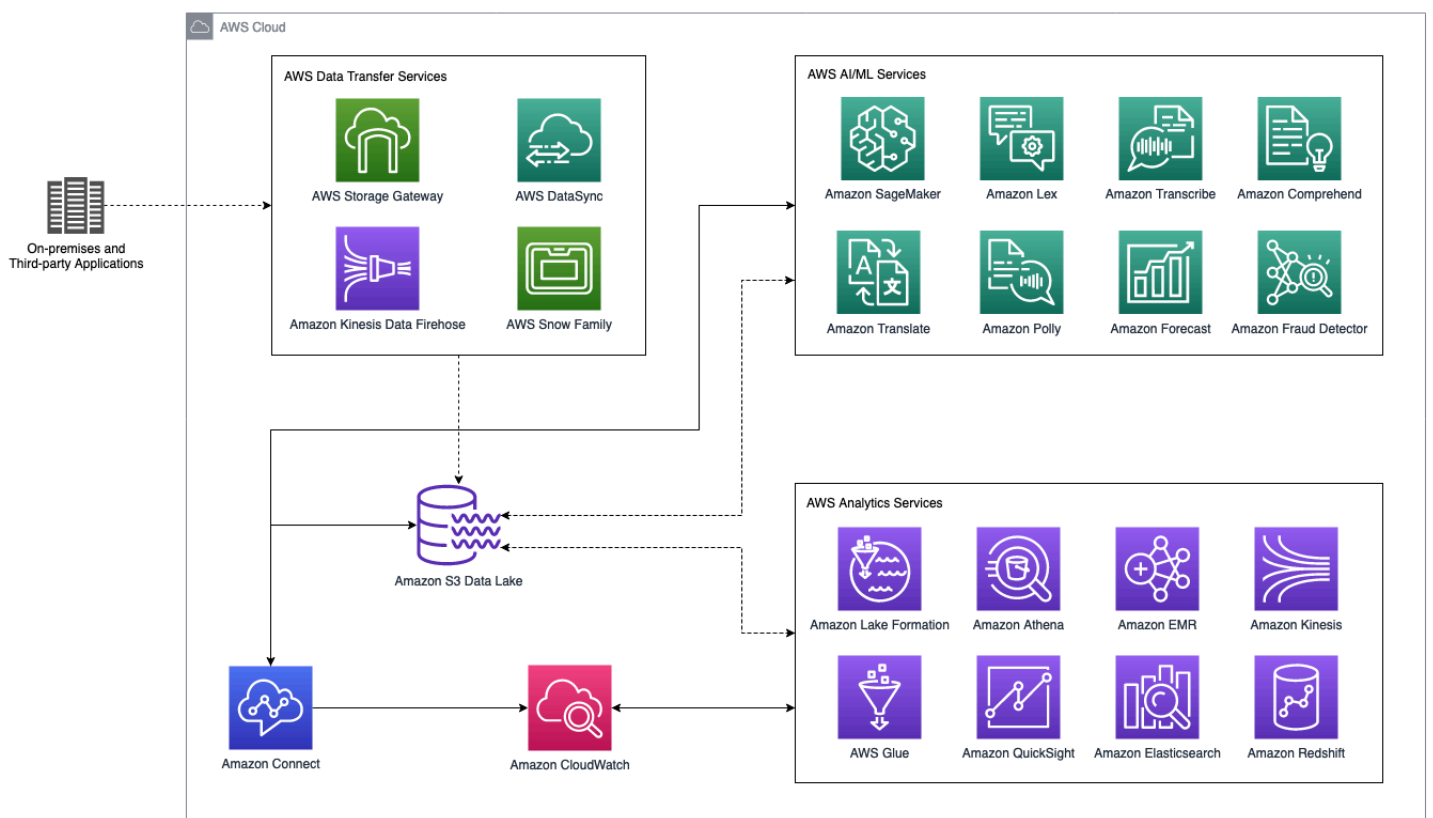 AWS Cloud
AWS Data Transfer Services
AWS Storage Gateway
AWS DataSync
Amazon Kinesis Data Firehose
AWS Snow Family
On-premises and
Third-party Applications
AWS AI/ML Services
Amazon SageMaker
Amazon Lex
Amazon Transcribe
Amazon Comprehend
A
文
Amazon Translate
Amazon Polly
Amazon Forecast
Amazon Fraud Detector
Amazon S3 Data Lake
AWS Analytics Services
Amazon Lake Formation
Amazon Athena
Amazon EMR
Amazon Kinesis
AWS Glue
Amazon QuickSight
Amazon Elasticsearch
Amazon Redshift
Amazon Connect
Amazon CloudWatch